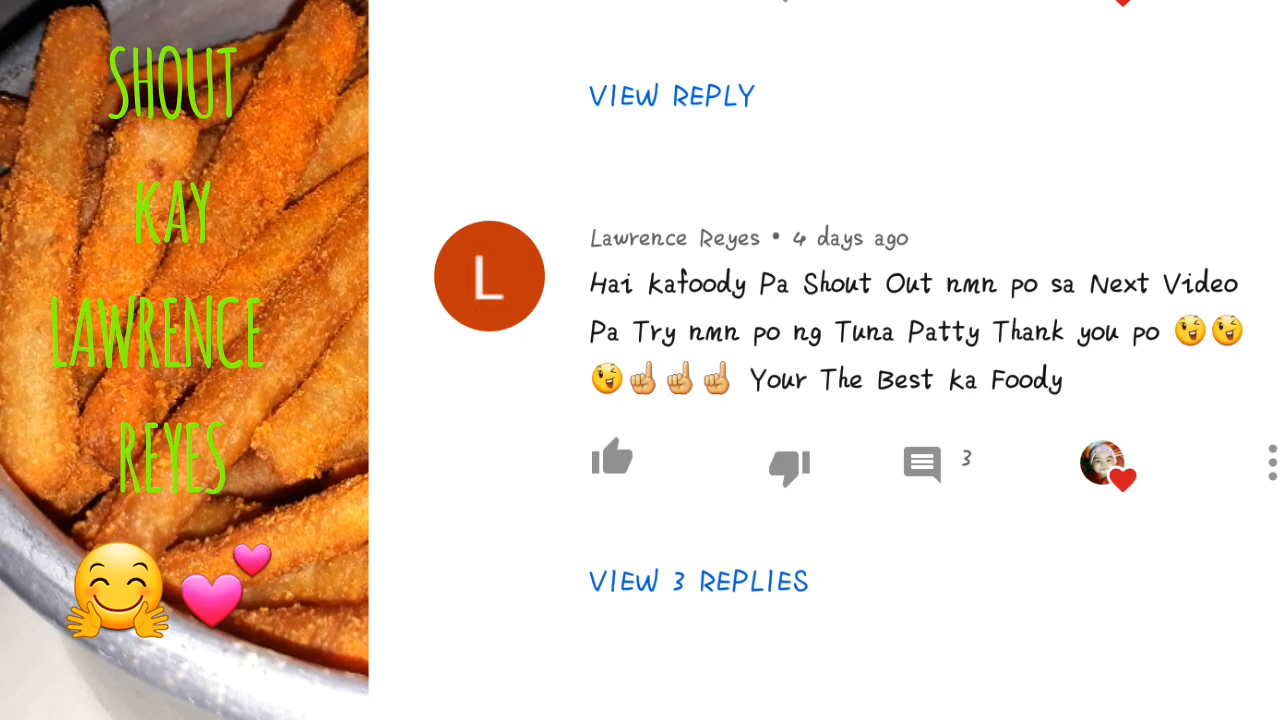 SHOUT
KAY
LAWRENCE
REYES
VIEW REPLY
L
Lawrence Reyes • 4 days ago
Hai kafoody Pa Shout Out nmn po sa Next Video
Pa Try nmn po ng Tuna Patty Thank you po 😉😉
😉☝☝☝ Your The Best ka Foody
3
VIEW 3 REPLIES